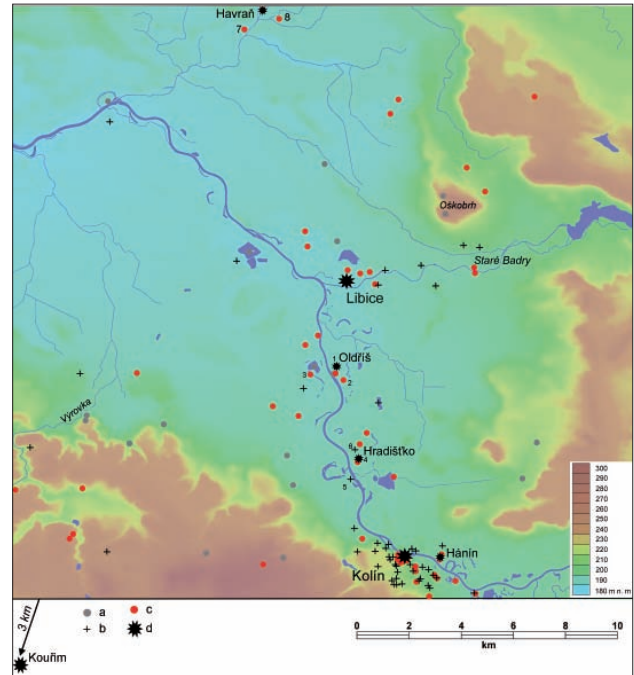 Havraň
7 8
Oškobrh
Staré Badry
Libice
1 Oldřiš
3 2
Výrovka
6 Hradišťko
4
5
Hánín
Kolín
300
290
280
270
260
250
240
230
220
210
200
190
180 m n. m.
3 km
a c
b d
Kouřim
0 2 4 6 8 10
km